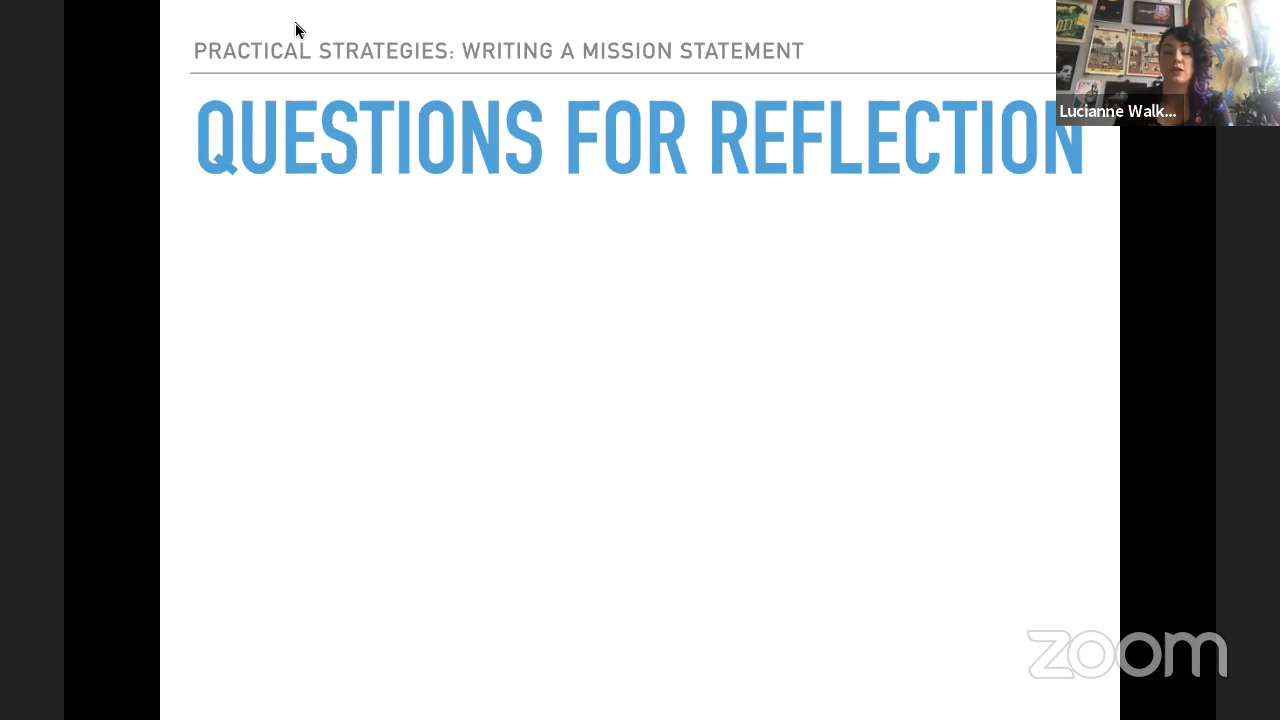 PRACTICAL STRATEGIES: WRITING A MISSION STATEMENT
QUESTIONS FOR REFLECTION
Lucianne Walk...
zoom